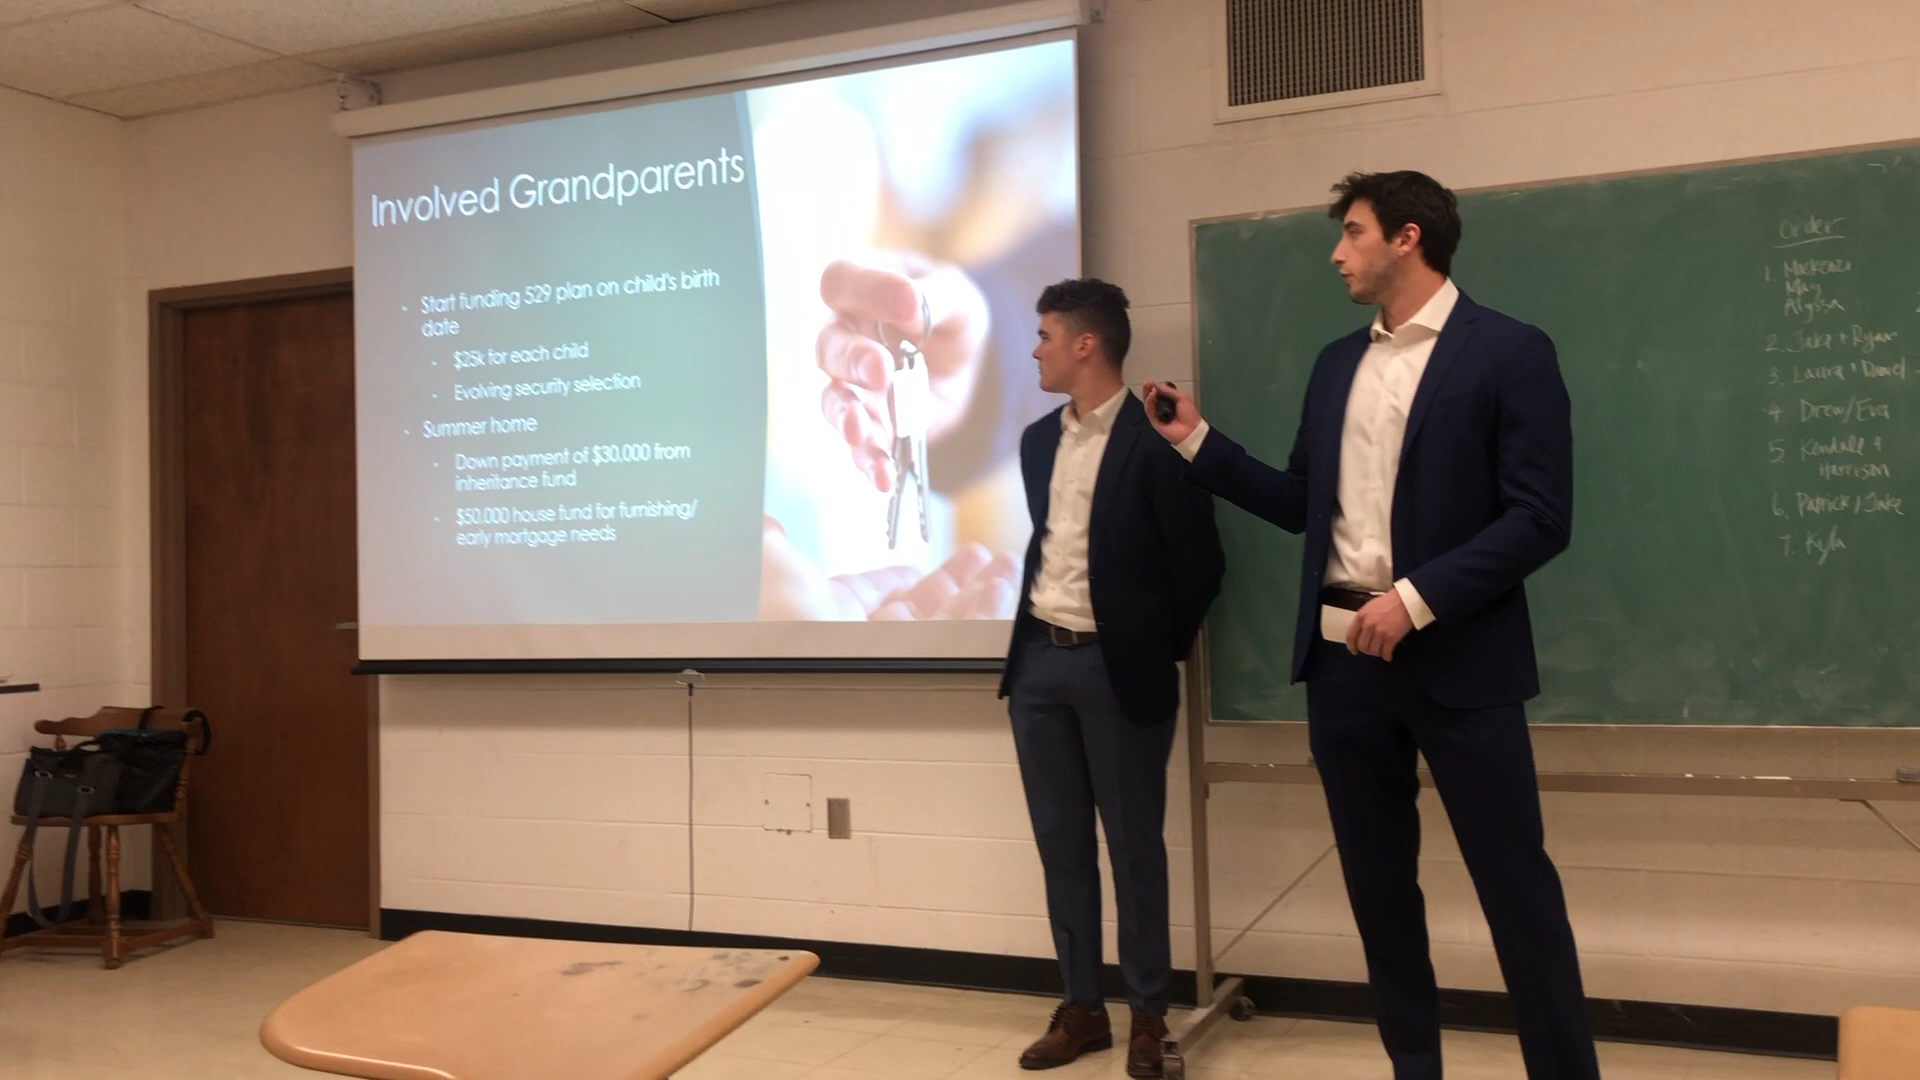 Involved Grandparents
Start funding 529 plan on child's birth
date
$25k for each child
Evolving security selection
Summer home
Down payment of $30,000 from
inheritance fund
$50,000 house fund for furnishing/
early mortgage needs
order
1. Mackenzi
May
Alyssa
2. Jake + Ryan
3. Laura + Daniel
4 Drew/Eva
5. Kendall +
Harrison
6. Patrick / Jake
7. Kyla